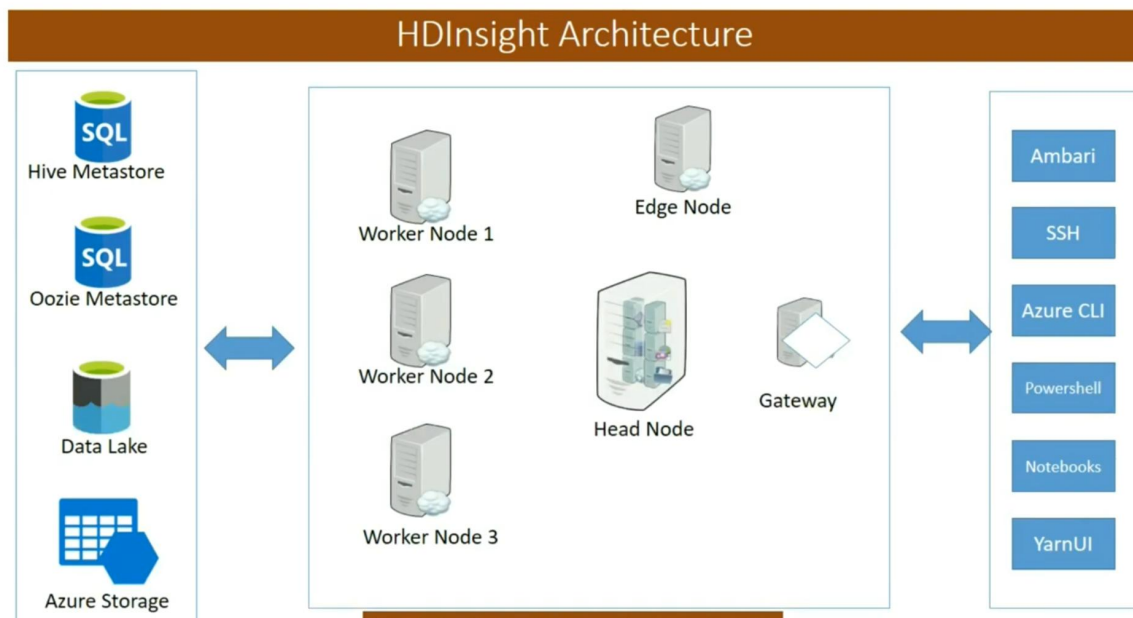 HDInsight Architecture
SQL
Hive Metastore
SQL
Oozie Metastore
Data Lake
Azure Storage
Worker Node 1
Worker Node 2
Worker Node 3
Edge Node
Head Node
Gateway
Ambari
SSH
Azure CLI
Powershell
Notebooks
YarnUI